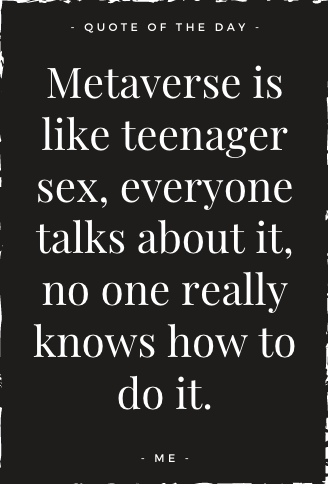 - QUOTE OF THE DAY -
Metaverse is
like teenager
sex, everyone
talks about it,
no one really
knows how to
do it.
- ME -